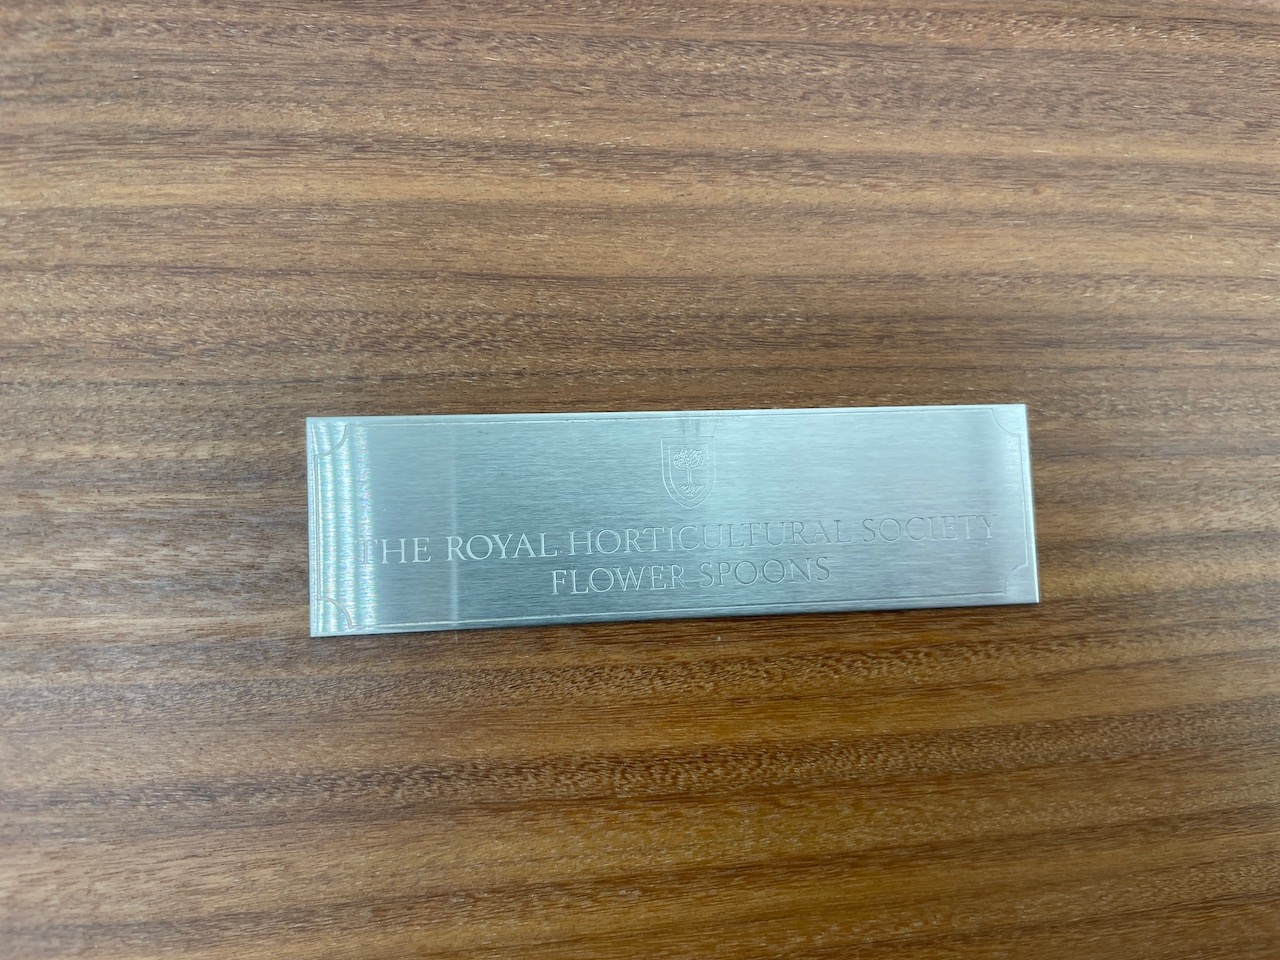 THE ROYAL HORTICULTURAL SOCIETY
FLOWER SPOONS